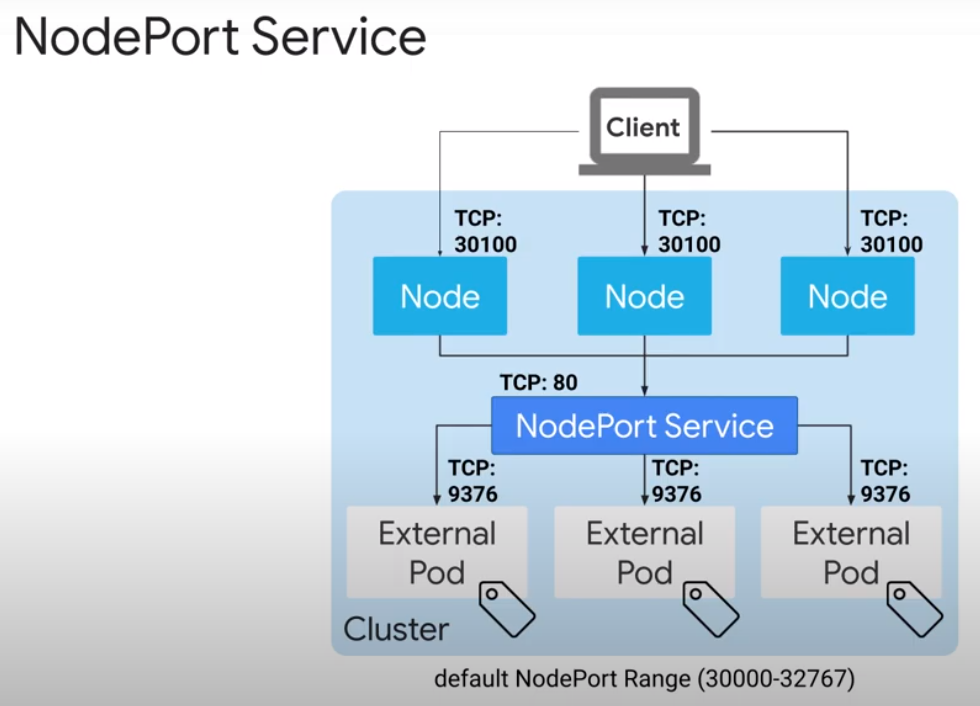 NodePort Service
Client
TCP:
30100
TCP:
30100
TCP:
30100
Node
Node
Node
TCP: 80
NodePort Service
TCP:
9376
TCP:
9376
TCP:
9376
External
Pod
External
Pod
External
Pod
Cluster
default NodePort Range (30000-32767)